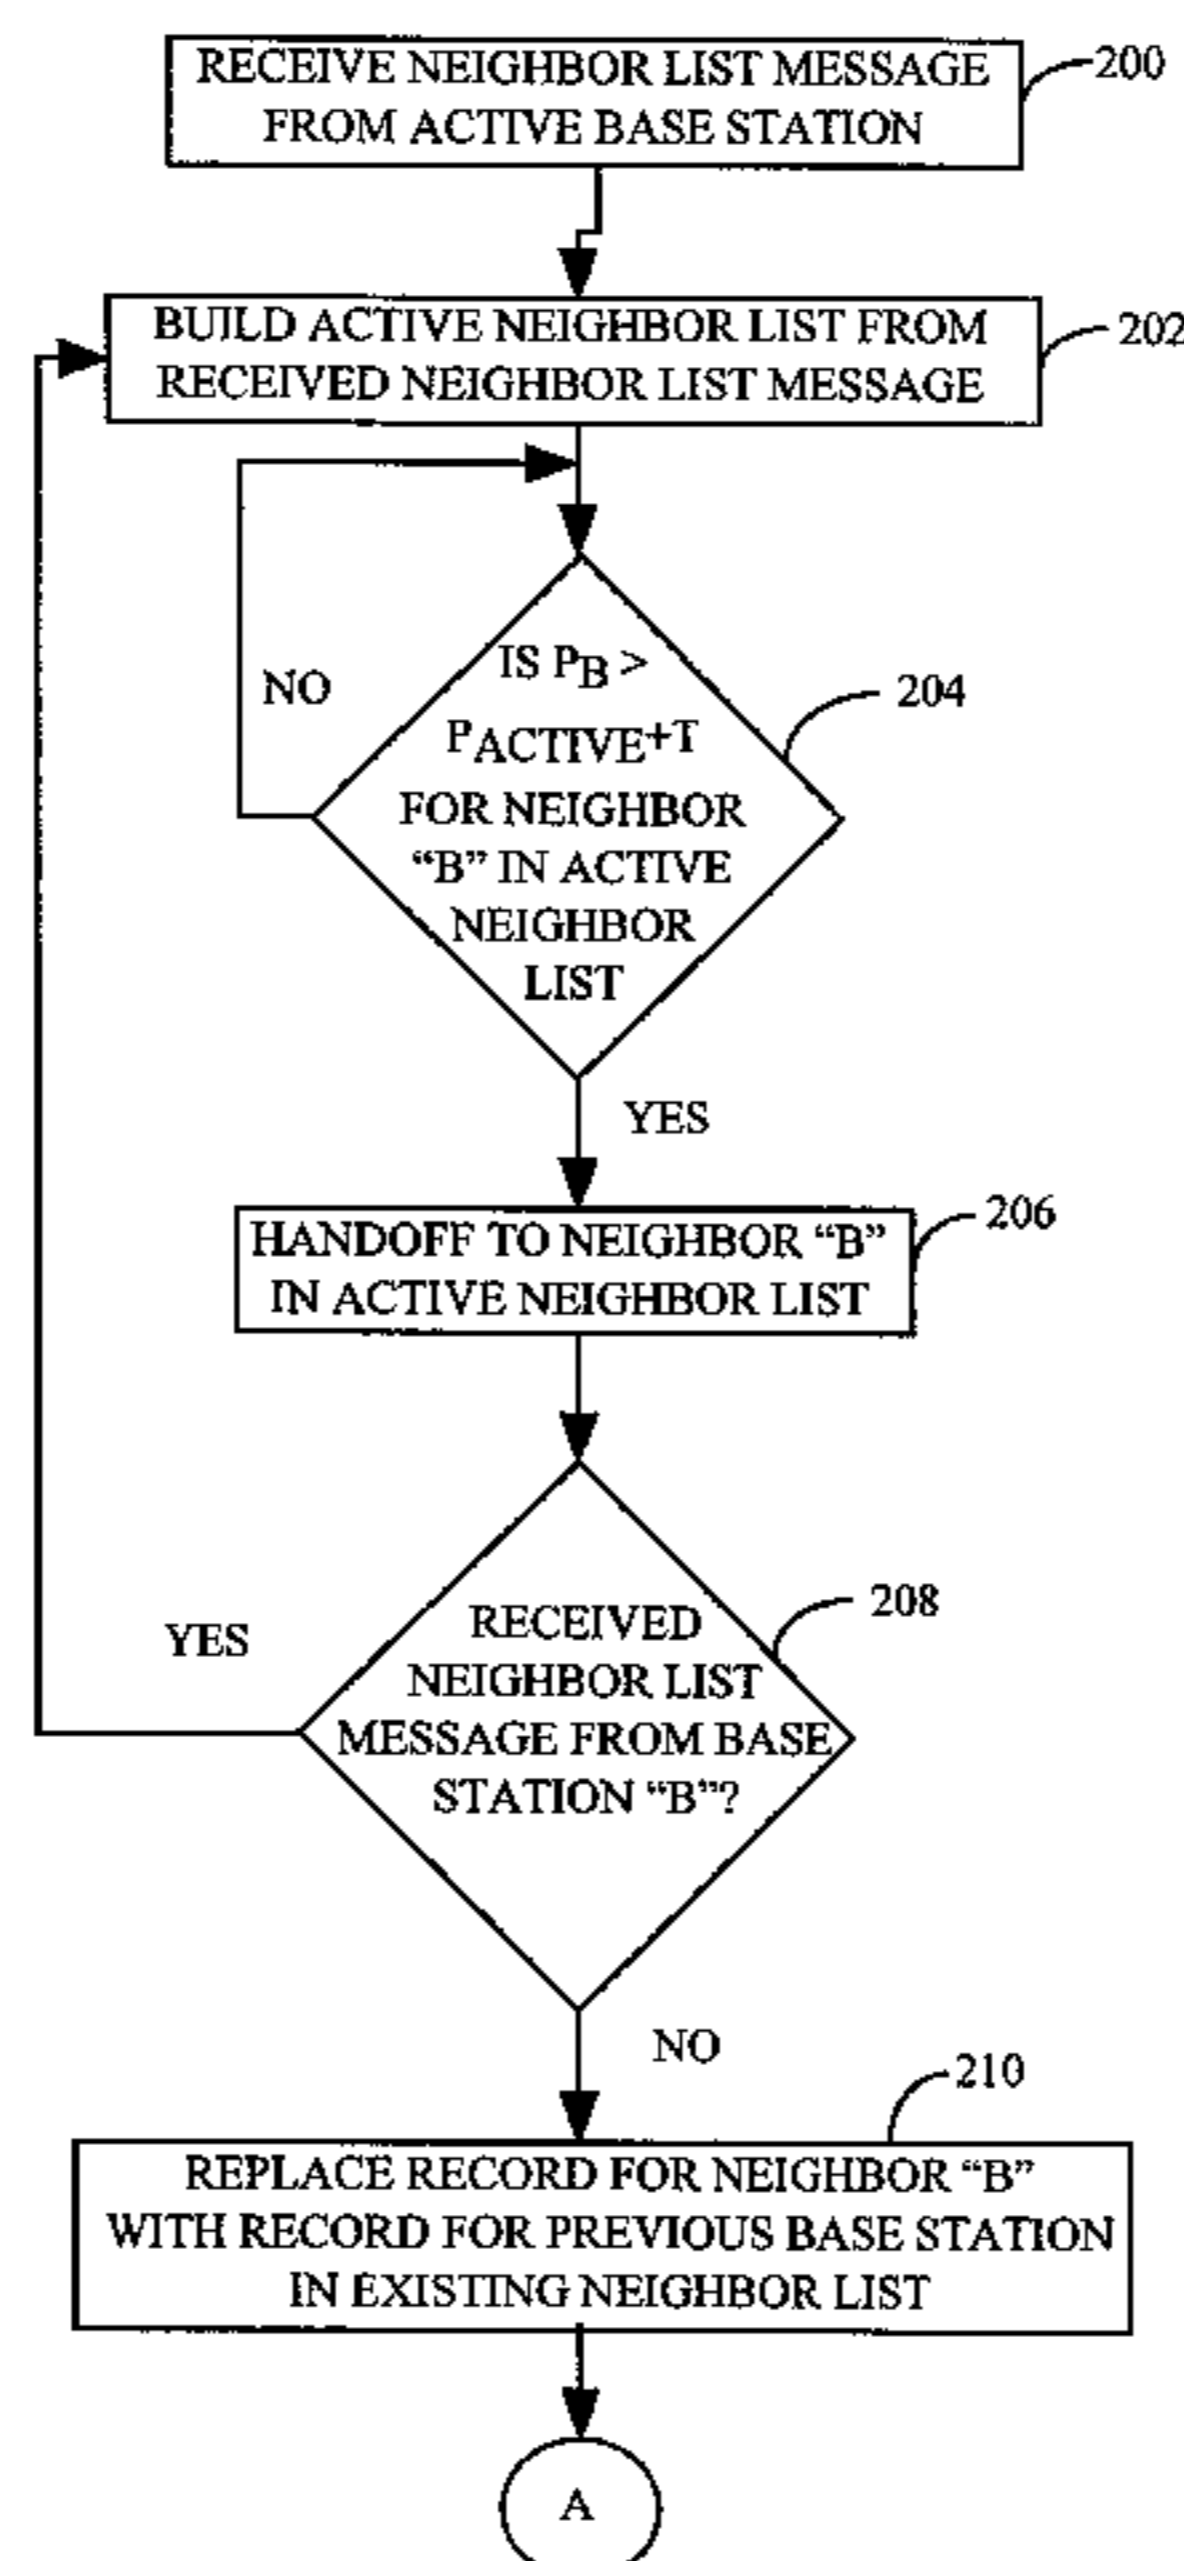 RECEIVE NEIGHBOR LIST MESSAGE
FROM ACTIVE BASE STATION
200
BUILD ACTIVE NEIGHBOR LIST FROM
RECEIVED NEIGHBOR LIST MESSAGE
202
NO
IS PB >
PACTIVE+T
FOR NEIGHBOR
“B” IN ACTIVE
NEIGHBOR
LIST
204
YES
HANDOFF TO NEIGHBOR “B”
IN ACTIVE NEIGHBOR LIST
206
YES
RECEIVED
NEIGHBOR LIST
MESSAGE FROM BASE
STATION “B”?
208
NO
210
REPLACE RECORD FOR NEIGHBOR “B”
WITH RECORD FOR PREVIOUS BASE STATION
IN EXISTING NEIGHBOR LIST
A